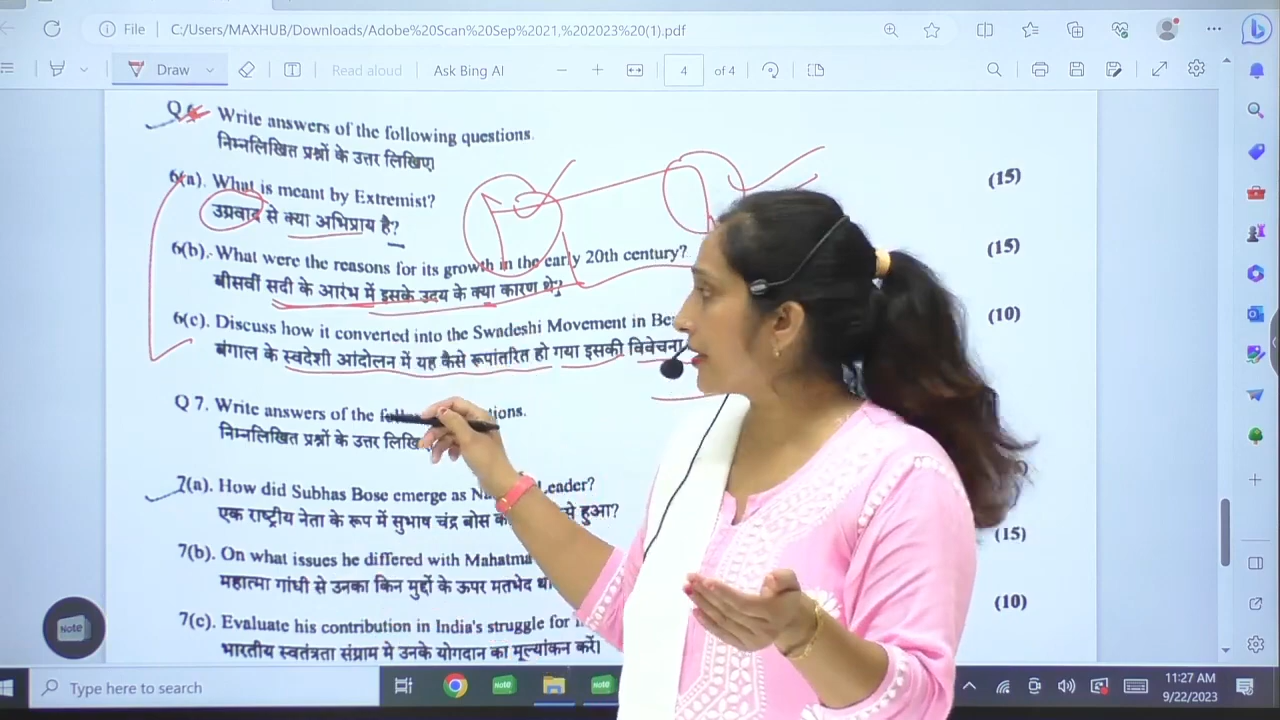 File C:/Users/MAXHUB/Downloads/Adobe%20Scan%20Sep%2021,%202023%20(1).pdf
Draw Read aloud Ask Bing AI 4 of 4
Write answers of the following questions.
निम्नलिखित प्रश्नों के उत्तर लिखिए।
6(a). What is meant by Extremist? (15)
उग्रवाद से क्या अभिप्राय है?
6(b). What were the reasons for its growth in the early 20th century? (15)
बीसवीं सदी के आरंभ में इसके उदय के क्या कारण थे?
6(c). Discuss how it converted into the Swadeshi Movement in (10)
बंगाल के स्वदेशी आंदोलन में यह कैसे रूपांतरित हो गया इसकी विवेचना
Q 7. Write answers of the
निम्नलिखित प्रश्नों के उत्तर
7(a). How did Subhas Bose emerge as Leader?
एक राष्ट्रीय नेता के रूप में सुभाष चंद्र बोस हुआ?
(15)
7(b). On what issues he differed with Mahatma
महात्मा गांधी से उनका किन मुद्दों के ऊपर मतभेद
(10)
7(c). Evaluate his contribution in India's struggle for
भारतीय स्वतंत्रता संग्राम मे उनके योगदान का मूल्यांकन करें।
Note
Type here to search Note Note 11:27 AM
9/22/2023